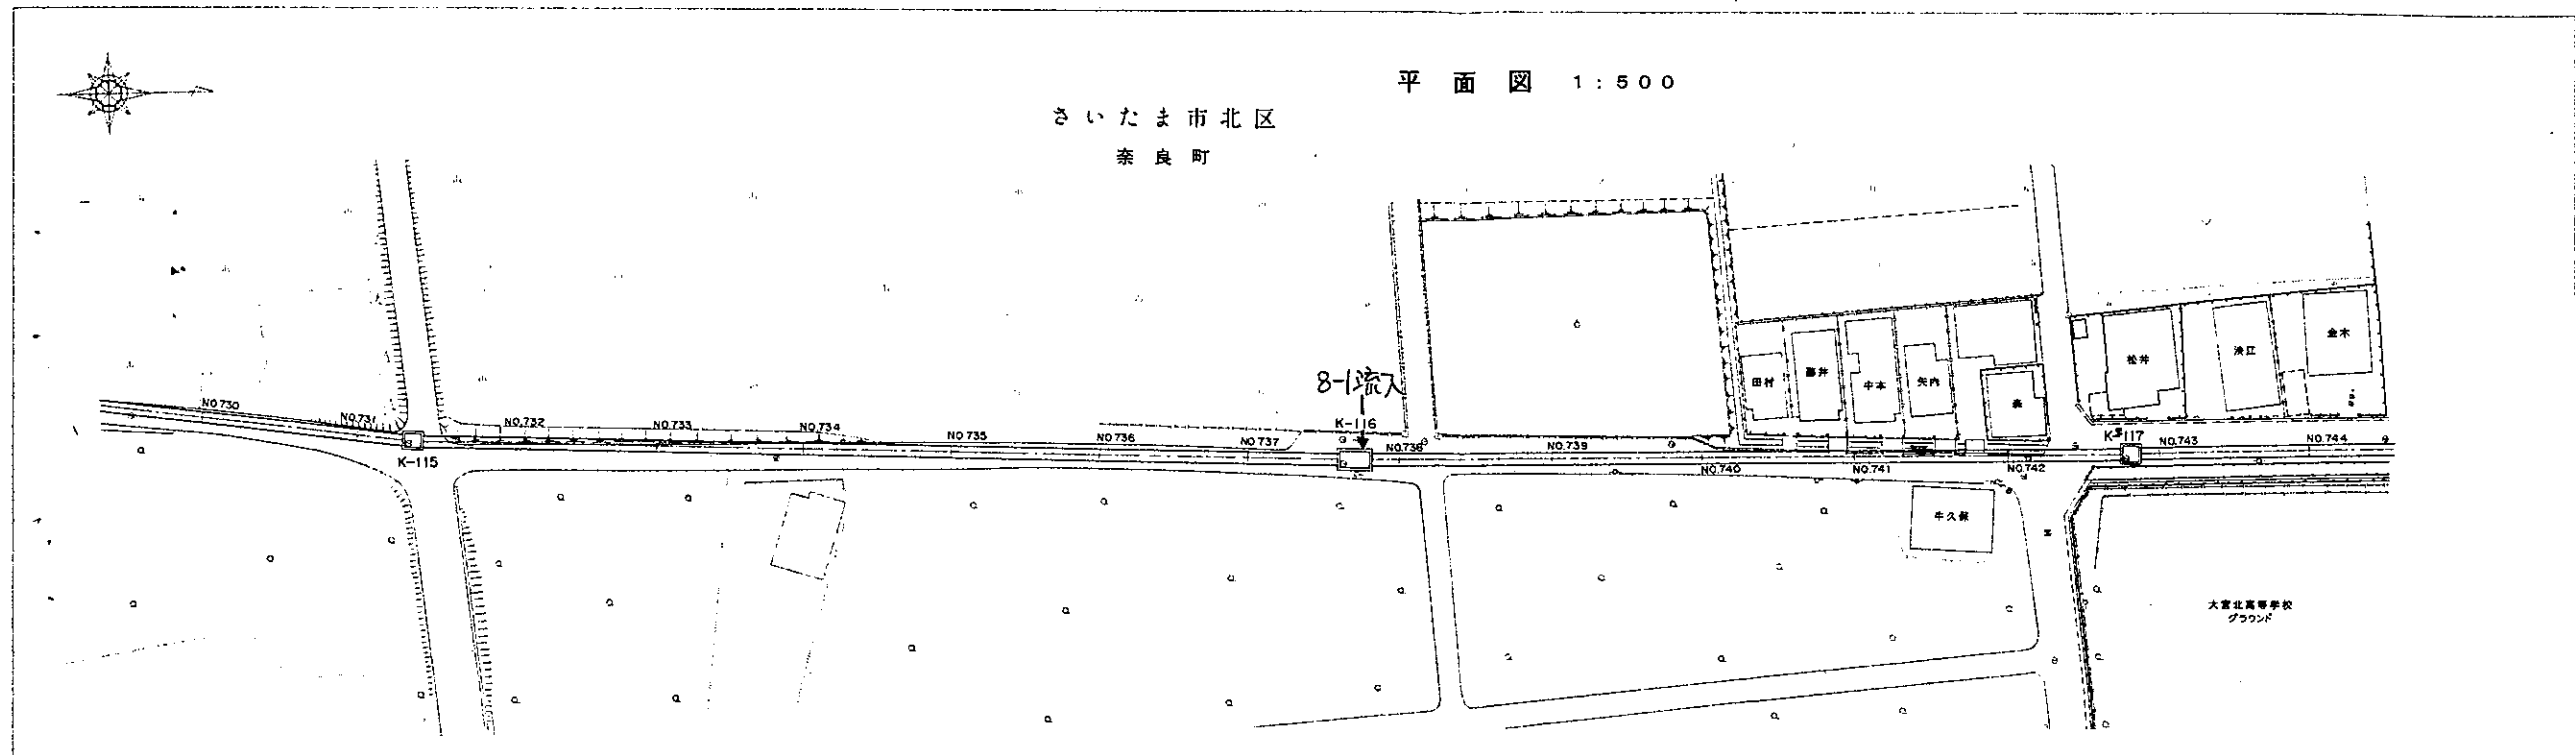 平面図 1:500
さいたま市北区
奈良町
8-1流入
K-116
NO.730
NO.731
K-115
NO.732
NO.733
NO.734
NO.735
NO.736
NO.737
NO.738
NO.739
NO.740
NO.741
NO.742
K-117
NO.743
NO.744
田村
藤井
中本
矢内
森
松井
渋江
金木
牛久保
大宮北高等学校
グラウンド